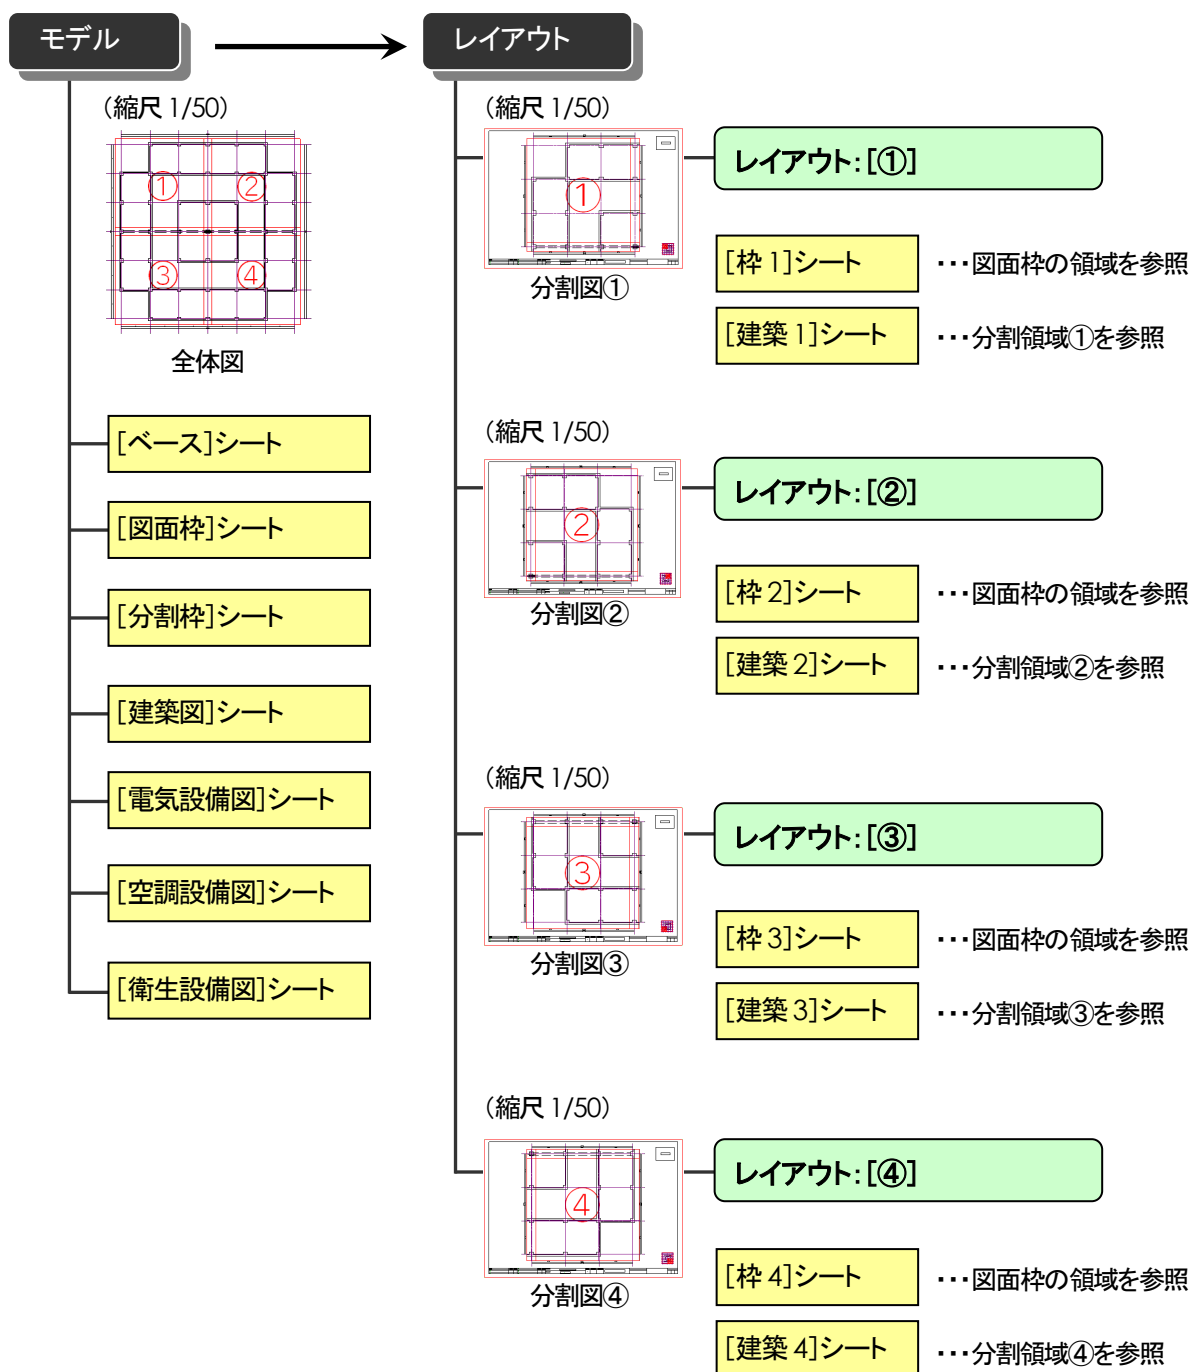 モデル
レイアウト
（縮尺 1/50）
①
②
③
④
全体図
[ベース]シート
[図面枠]シート
[分割枠]シート
[建築図]シート
[電気設備図]シート
[空調設備図]シート
[衛生設備図]シート
（縮尺 1/50）
①
分割図①
レイアウト：[①]
[枠 1]シート
・・・図面枠の領域を参照
[建築 1]シート
・・・分割領域①を参照
（縮尺 1/50）
②
分割図②
レイアウト：[②]
[枠 2]シート
・・・図面枠の領域を参照
[建築 2]シート
・・・分割領域②を参照
（縮尺 1/50）
③
分割図③
レイアウト：[③]
[枠 3]シート
・・・図面枠の領域を参照
[建築 3]シート
・・・分割領域③を参照
（縮尺 1/50）
④
分割図④
レイアウト：[④]
[枠 4]シート
・・・図面枠の領域を参照
[建築 4]シート
・・・分割領域④を参照